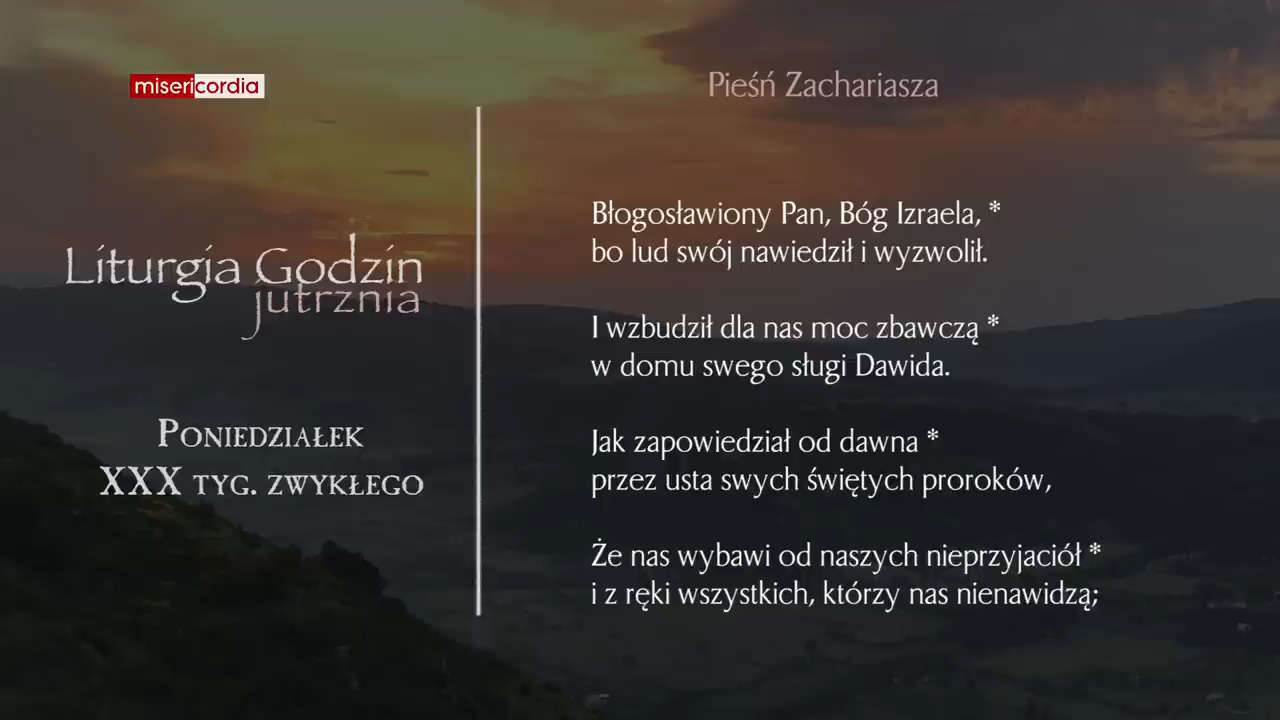 misericordia
Pieśń Zachariasza
Liturgia Godzin
jutrznia
Poniedziałek
XXX tyg. zwykłego
Błogosławiony Pan, Bóg Izraela, *
bo lud swój nawiedził i wyzwolił.
I wzbudził dla nas moc zbawczą *
w domu swego sługi Dawida.
Jak zapowiedział od dawna *
przez usta swych świętych proroków,
Że nas wybawi od naszych nieprzyjaciół *
i z ręki wszystkich, którzy nas nienawidzą;